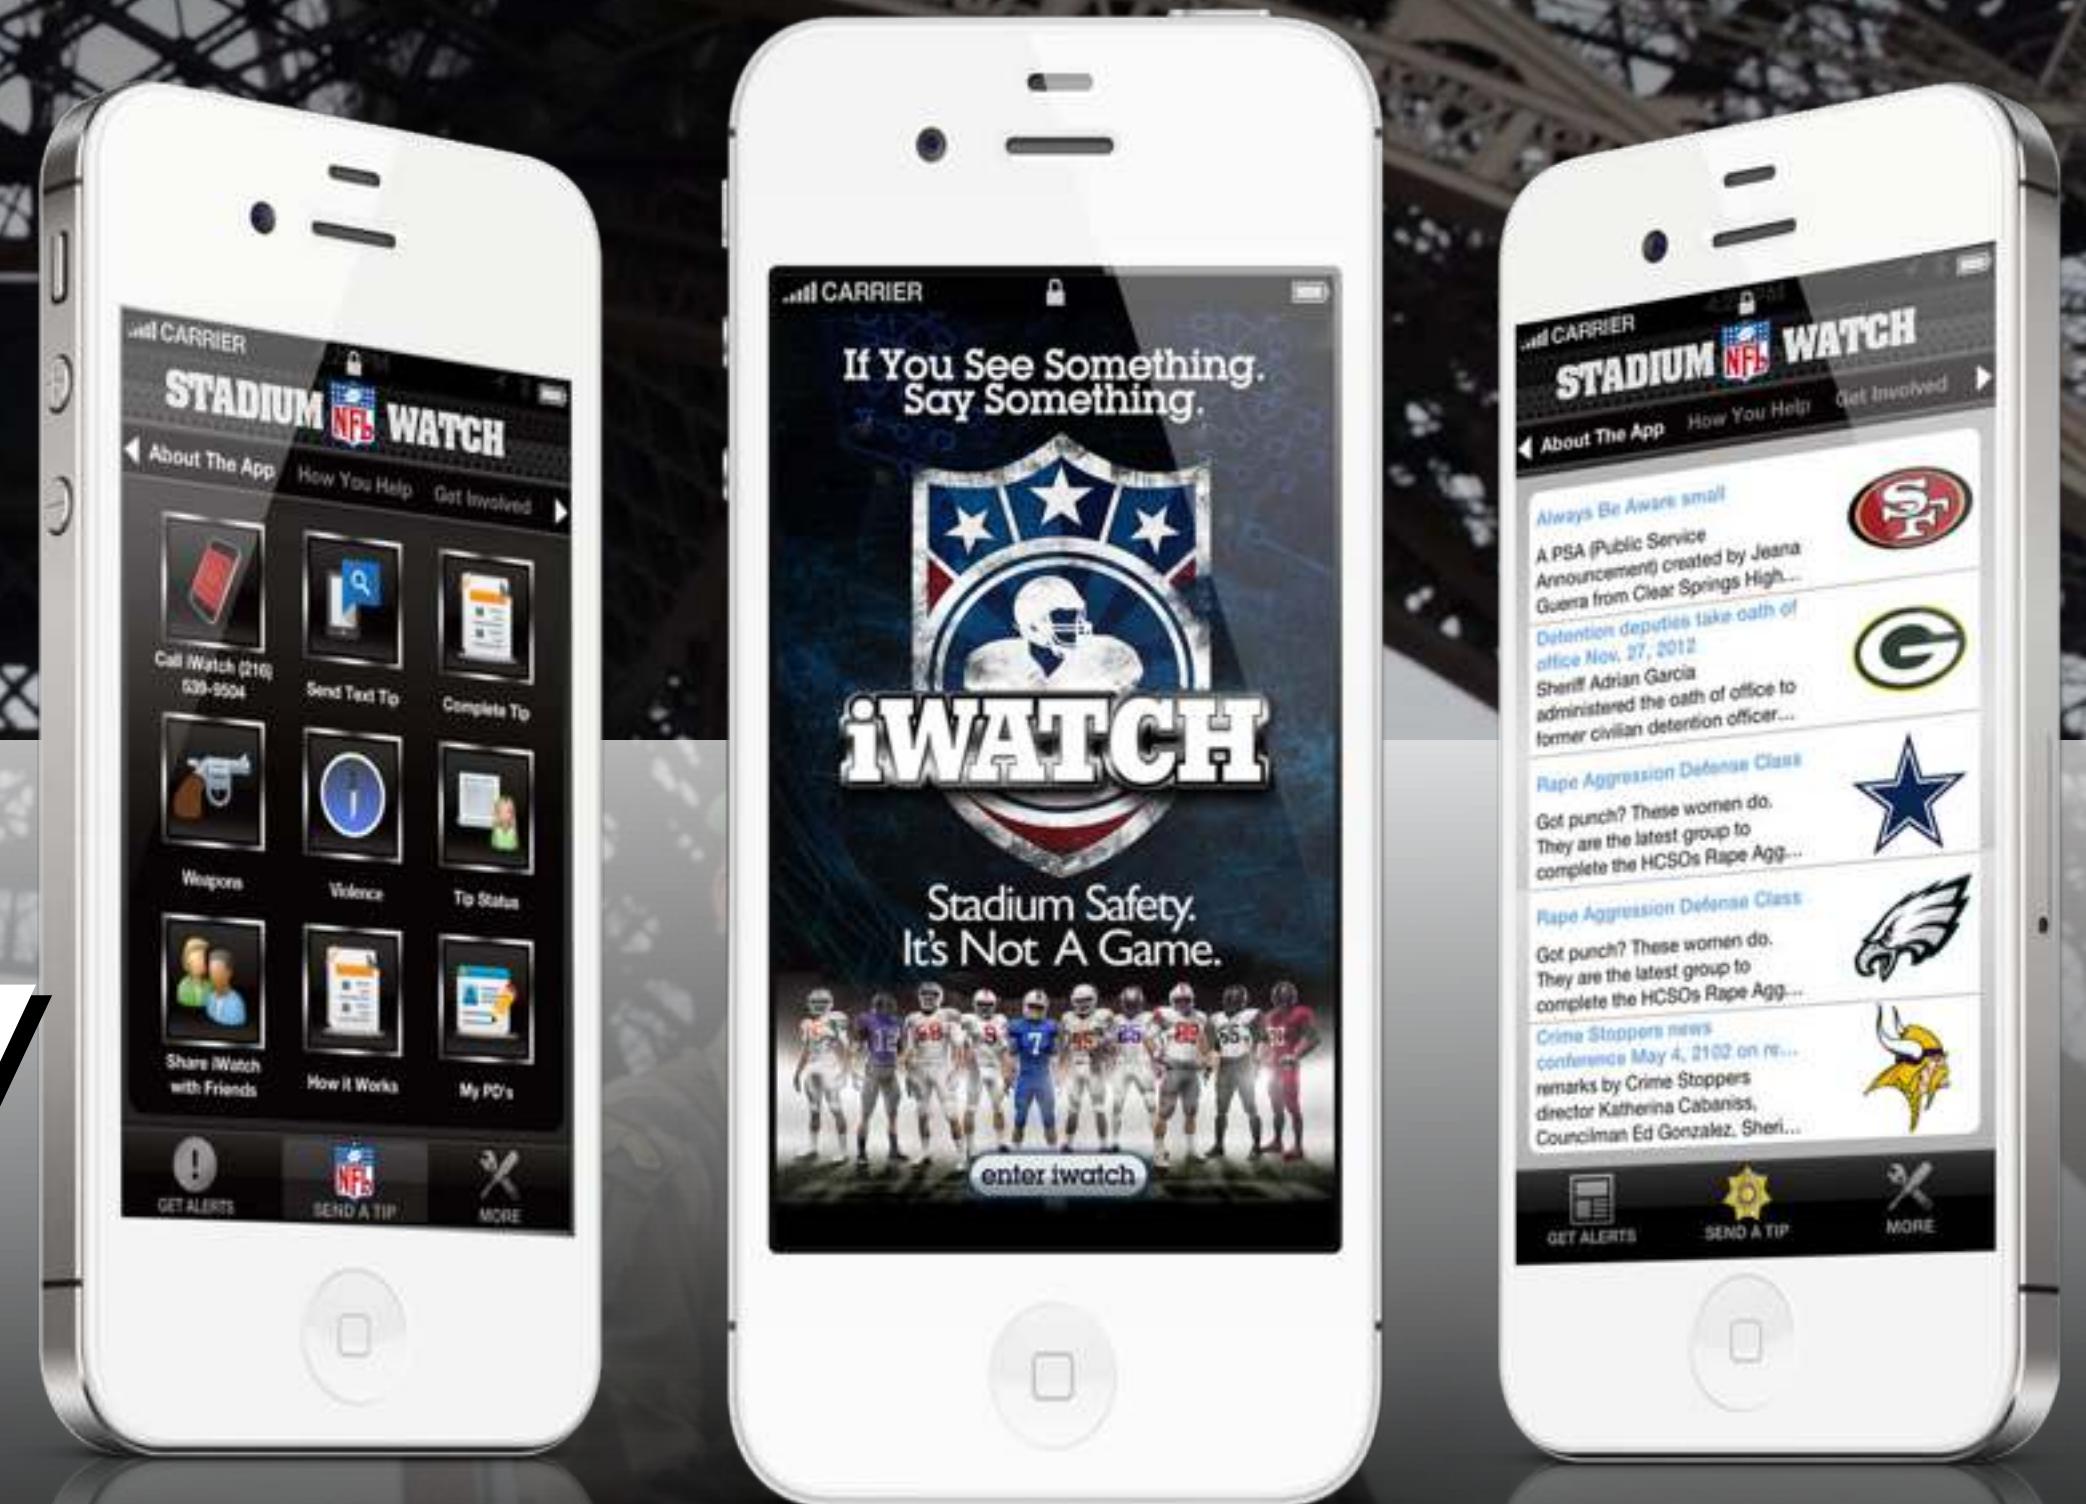 CARRIER
STADIUM NFL WATCH
About The App How You Help Get Involved
Call iWatch (216)
539-9504
Send Text Tip
Complete Tip
Weapons
Violence
Tip Status
Share iWatch
with Friends
How it Works
My PD's
GET ALERTS
NFL
SEND A TIP
MORE
CARRIER
If You See Something.
Say Something.
iWATCH
Stadium Safety.
It's Not A Game.
7
25
55
enter iwatch
CARRIER
STADIUM NFL WATCH
About The App How You Help Get Involved
Always Be Aware small
A PSA (Public Service
Announcement) created by Jeana
Guerra from Clear Springs High...
SF
Detention deputies take oath of
office Nov. 27, 2012
Sheriff Adrian Garcia
administered the oath of office to
former civilian detention officer...
G
Rape Aggression Defense Class
Got punch? These women do.
They are the latest group to
complete the HCSOs Rape Agg...
Rape Aggression Defense Class
Got punch? These women do.
They are the latest group to
complete the HCSOs Rape Agg...
Crime Stoppers news
conference May 4, 2102 on re...
remarks by Crime Stoppers
director Katherina Cabaniss,
Councilman Ed Gonzalez, Sheri...
GET ALERTS
SEND A TIP
MORE